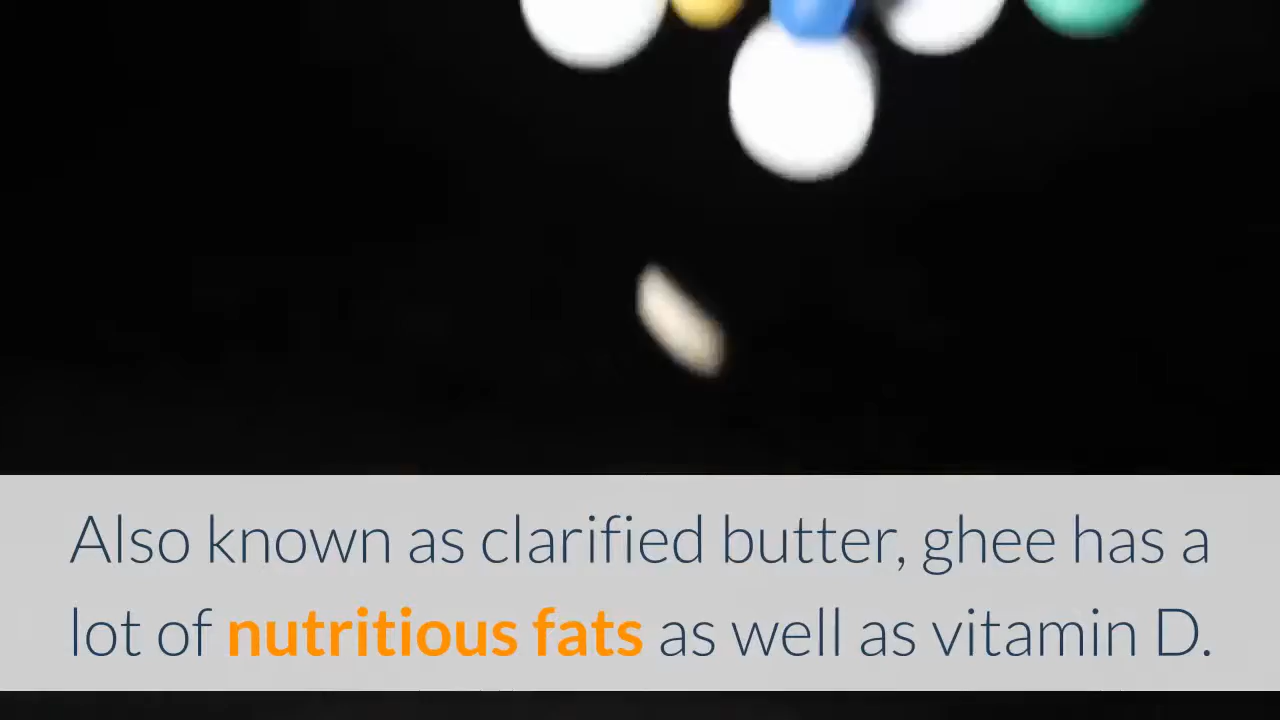 Also known as clarified butter, ghee has a
lot of nutritious fats as well as vitamin D.